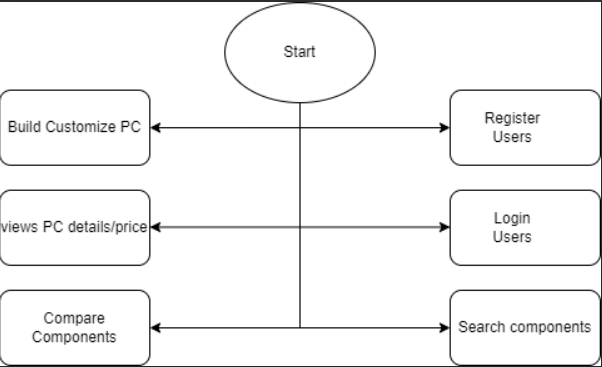 Start
Build Customize PC
Register
Users
views PC details/price
Login
Users
Compare
Components
Search components